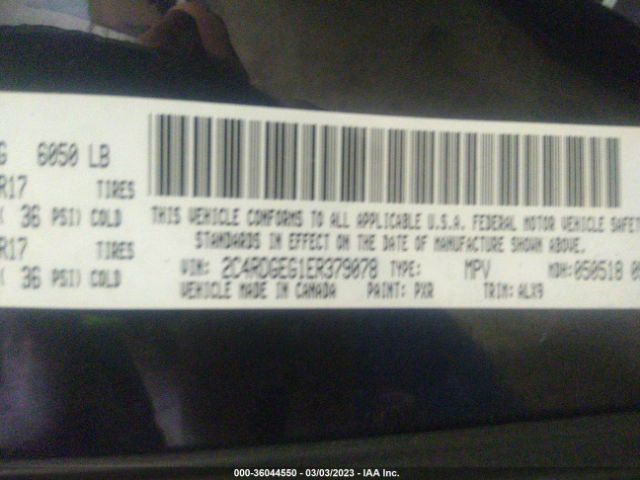 G 6050 LB
R17 TIRES
( 36 PSI) COLD
R17 TIRES
( 36 PSI) COLD
THIS VEHICLE CONFORMS TO ALL APPLICABLE U.S.A. FEDERAL MOTOR VEHICLE SAFET
STANDARDS IN EFFECT ON THE DATE OF MANUFACTURE SHOWN ABOVE.
VIN: 2C4RDGEG1ER379078 TYPE: MPV MDH:050518 0
VEHICLE MADE IN CANADA PAINT: PXR TRIM: ALX9
000-36044550 - 03/03/2023 - IAA Inc.